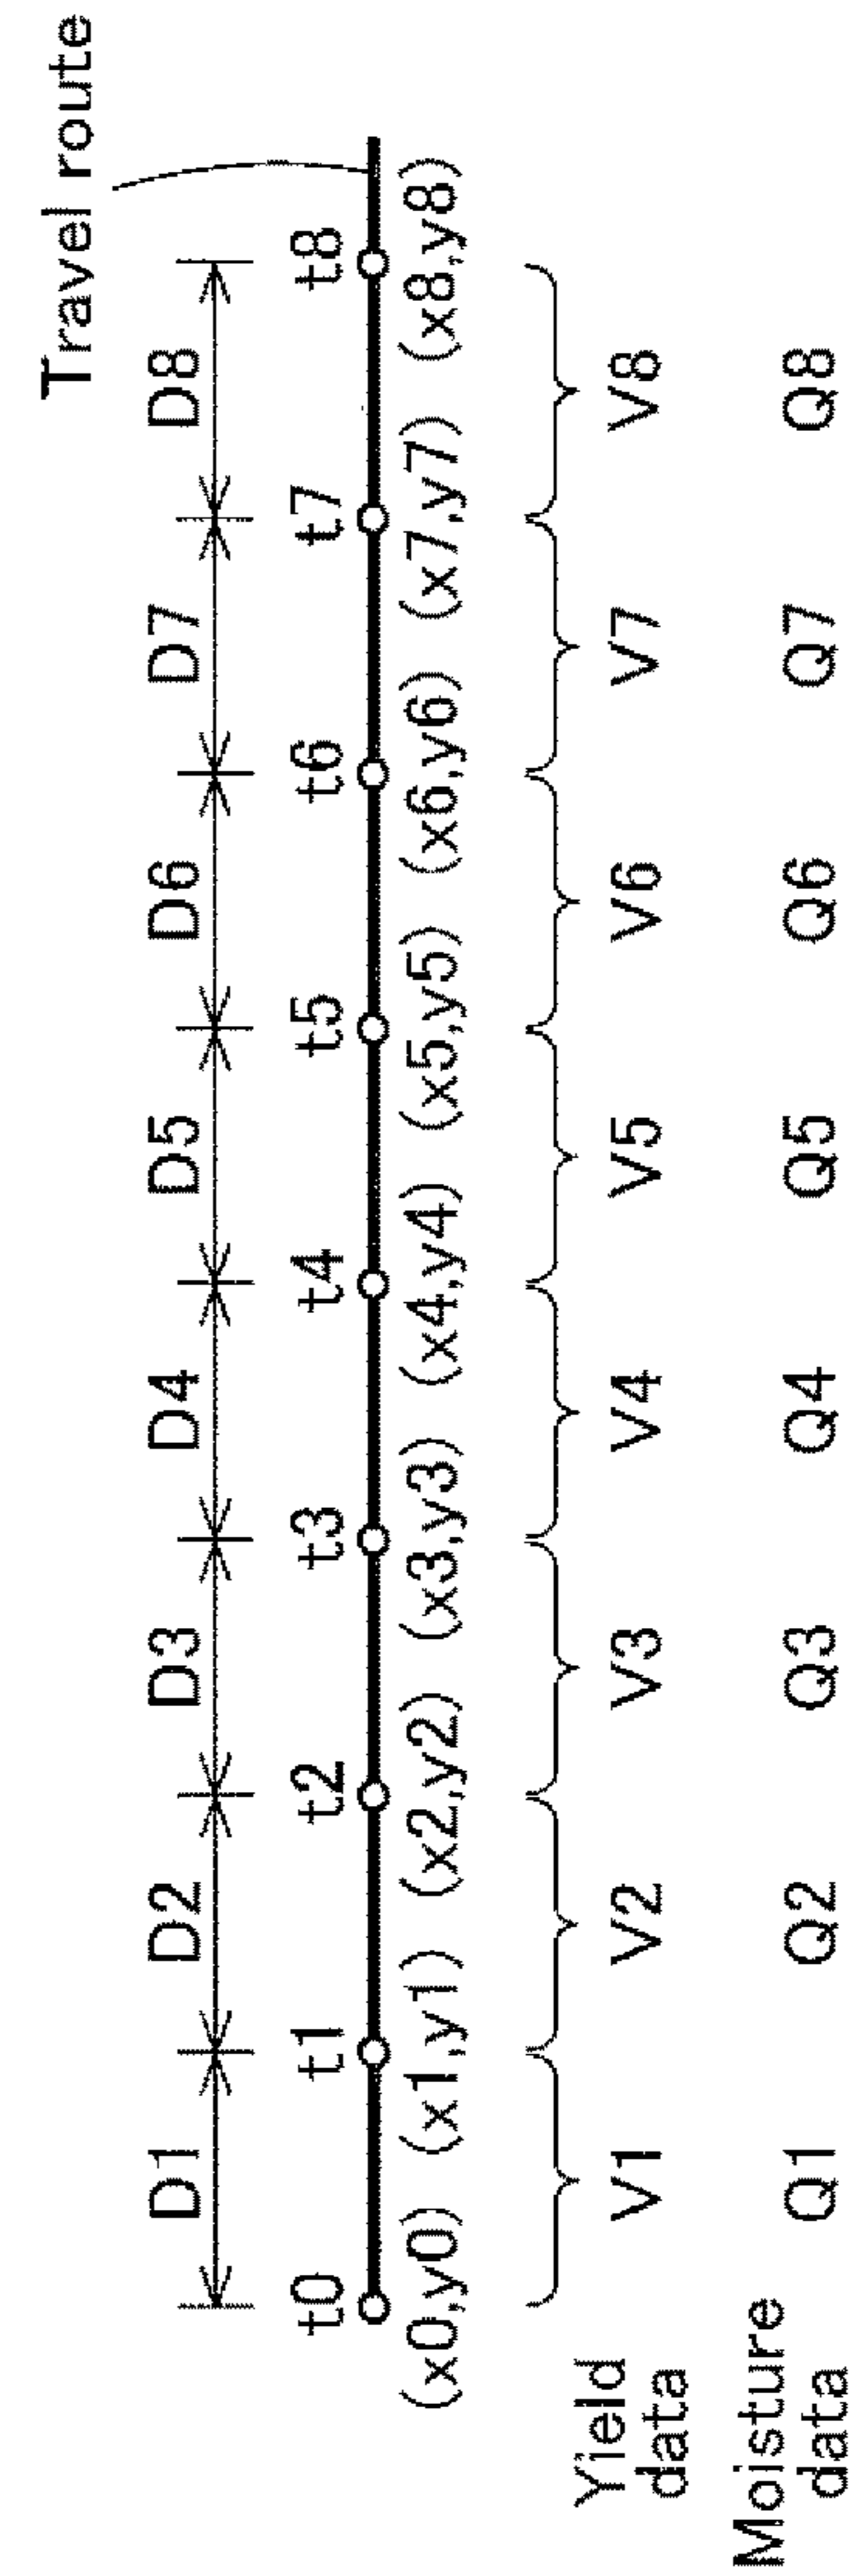 Travel route
D1 D2 D3 D4 D5 D6 D7 D8
t0 t1 t2 t3 t4 t5 t6 t7 t8
(x0,y0) (x1,y1) (x2,y2) (x3,y3) (x4,y4) (x5,y5) (x6,y6) (x7,y7) (x8,y8)
Yield
data
V1 V2 V3 V4 V5 V6 V7 V8
Moisture
data
Q1 Q2 Q3 Q4 Q5 Q6 Q7 Q8